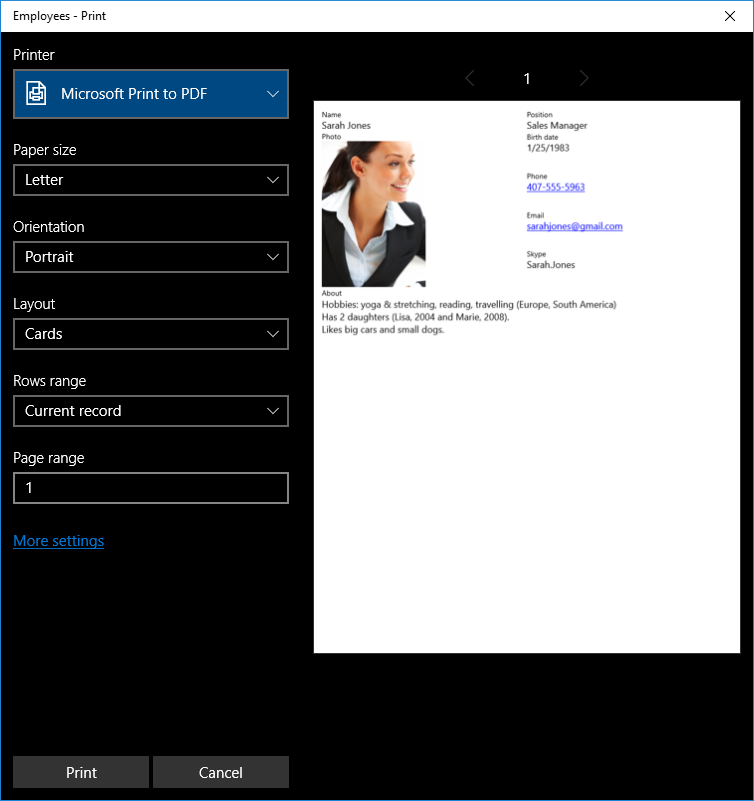 Employees - Print
Printer
Microsoft Print to PDF
Paper size
Letter
Orientation
Portrait
Layout
Cards
Rows range
Current record
Page range
1
More settings
Print
Cancel
1
Name
Sarah Jones
Photo
Position
Sales Manager
Birth date
1/25/1983
Phone
407-555-5963
Email
sarahjones@gmail.com
Skype
Sarah.Jones
About
Hobbies: yoga & stretching, reading, travelling (Europe, South America)
Has 2 daughters (Lisa, 2004 and Marie, 2008).
Likes big cars and small dogs.